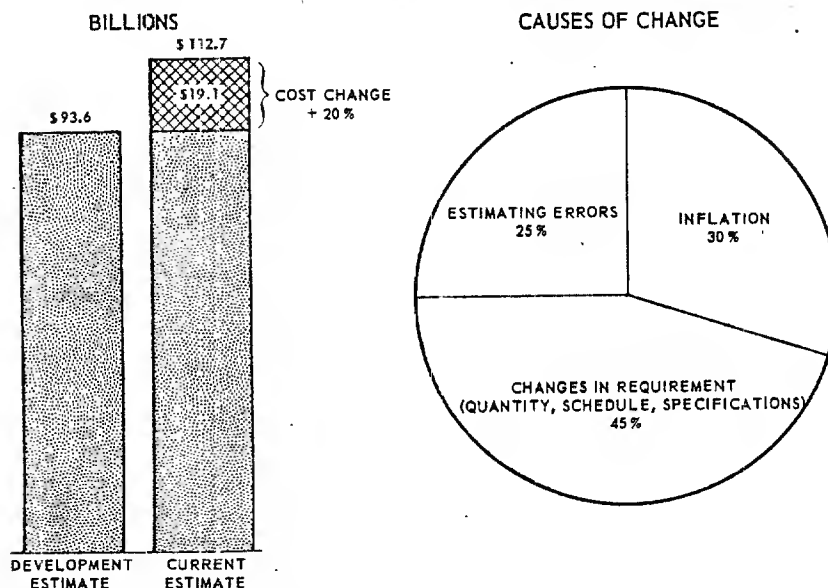 BILLIONS
$112.7
$19.1
COST CHANGE
+ 20%
$93.6
DEVELOPMENT
ESTIMATE
CURRENT
ESTIMATE
CAUSES OF CHANGE
ESTIMATING ERRORS
25%
INFLATION
30%
CHANGES IN REQUIREMENT
(QUANTITY, SCHEDULE, SPECIFICATIONS)
45%